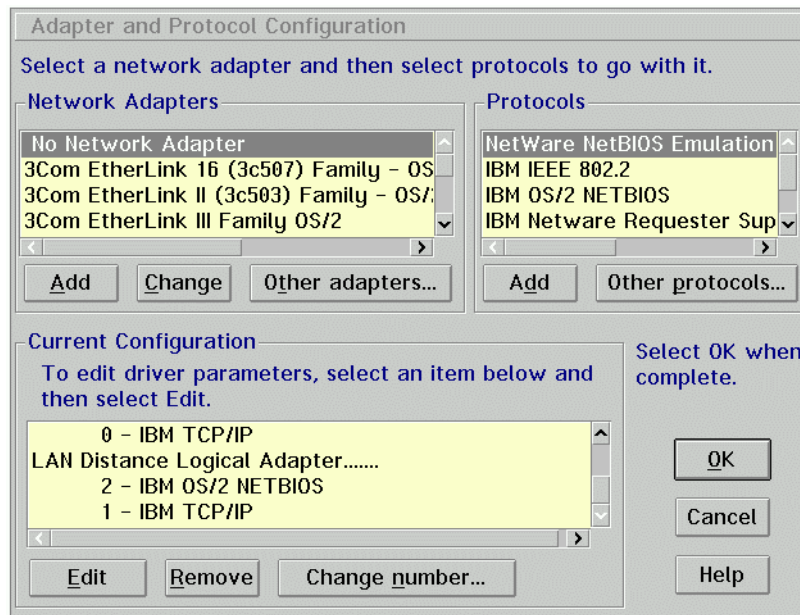 Adapter and Protocol Configuration
Select a network adapter and then select protocols to go with it.
Network Adapters
No Network Adapter
3Com EtherLink 16 (3c507) Family - OS
3Com EtherLink II (3c503) Family - OS/
3Com EtherLink III Family OS/2
Add
Change
Other adapters...
Protocols
NetWare NetBIOS Emulation
IBM IEEE 802.2
IBM OS/2 NETBIOS
IBM Netware Requester Sup
Add
Other protocols...
Current Configuration
To edit driver parameters, select an item below and
then select Edit.
0 - IBM TCP/IP
LAN Distance Logical Adapter.......
2 - IBM OS/2 NETBIOS
1 - IBM TCP/IP
Edit
Remove
Change number...
Select OK when
complete.
OK
Cancel
Help